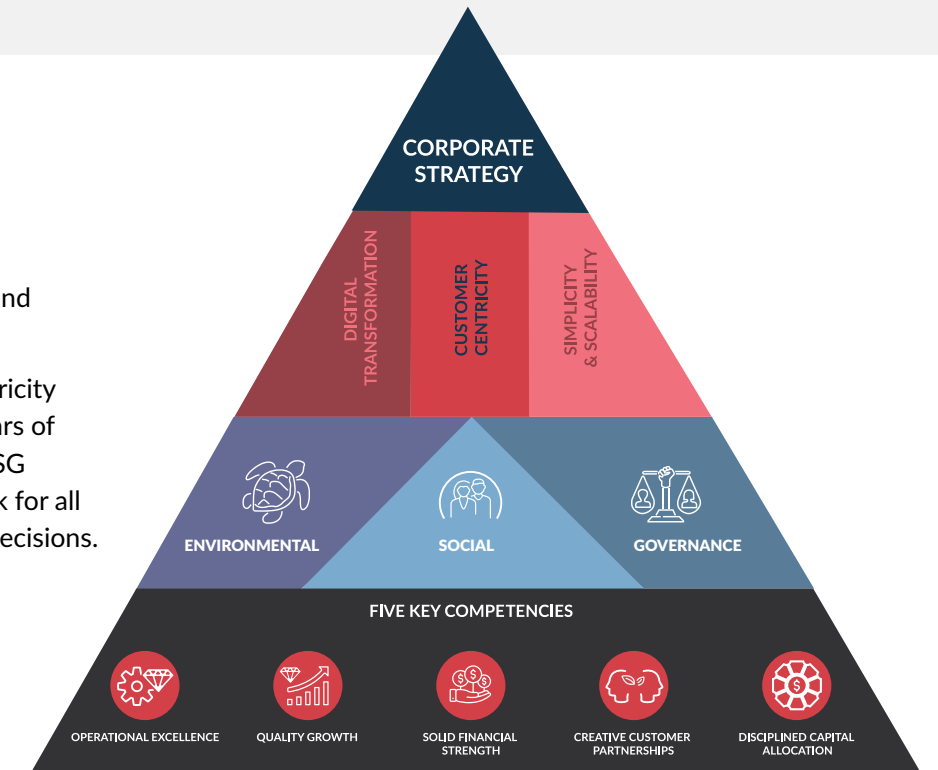 nd
ricity
rs of
SG
k for all
ecisions.
CORPORATE
STRATEGY
DIGITAL
TRANSFORMATION
CUSTOMER
CENTRICITY
SIMPLICITY
& SCALABILITY
ENVIRONMENTAL
SOCIAL
GOVERNANCE
FIVE KEY COMPETENCIES
OPERATIONAL EXCELLENCE
QUALITY GROWTH
SOLID FINANCIAL
STRENGTH
CREATIVE CUSTOMER
PARTNERSHIPS
DISCIPLINED CAPITAL
ALLOCATION